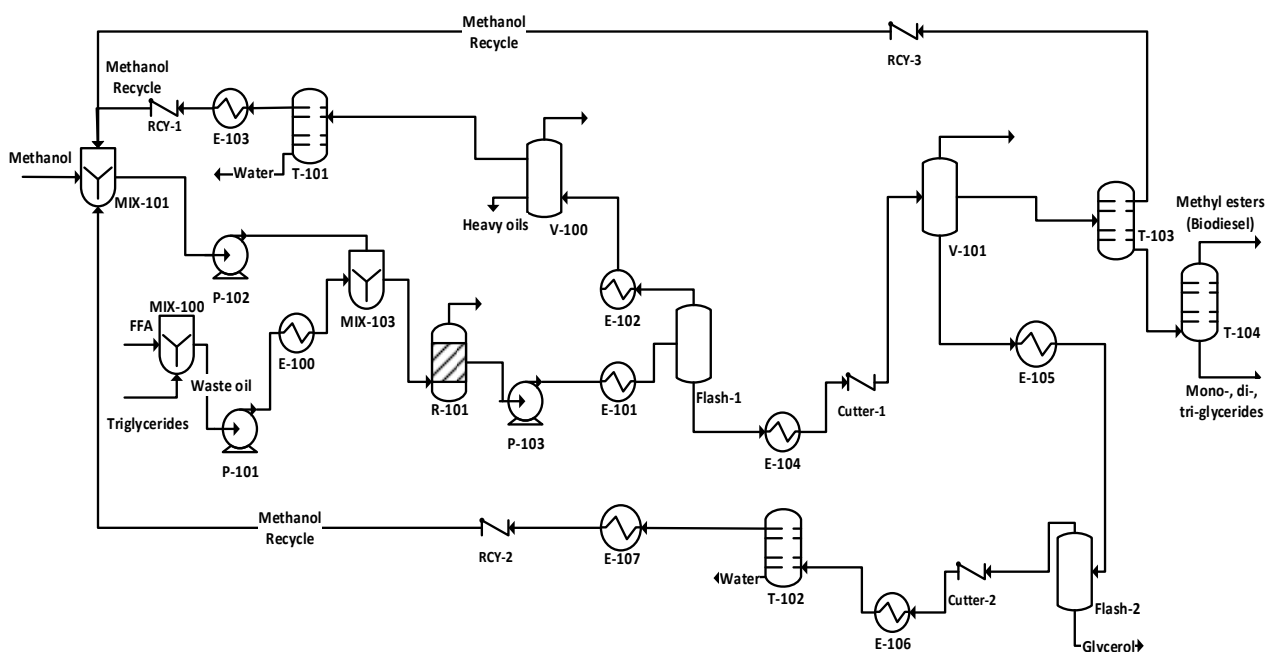 Methanol
Recycle
RCY-3
Methanol
Recycle
RCY-1
E-103
T-101
Water
Methanol
MIX-101
Heavy oils
V-100
V-101
T-103
Methyl esters
(Biodiesel)
T-104
Mono-, di-,
tri-glycerides
P-102
MIX-103
E-102
MIX-100
FFA
E-100
Waste oil
Triglycerides
P-101
R-101
P-103
E-101
Flash-1
E-104
Cutter-1
E-105
Methanol
Recycle
RCY-2
E-107
Water
T-102
E-106
Cutter-2
Flash-2
Glycerol